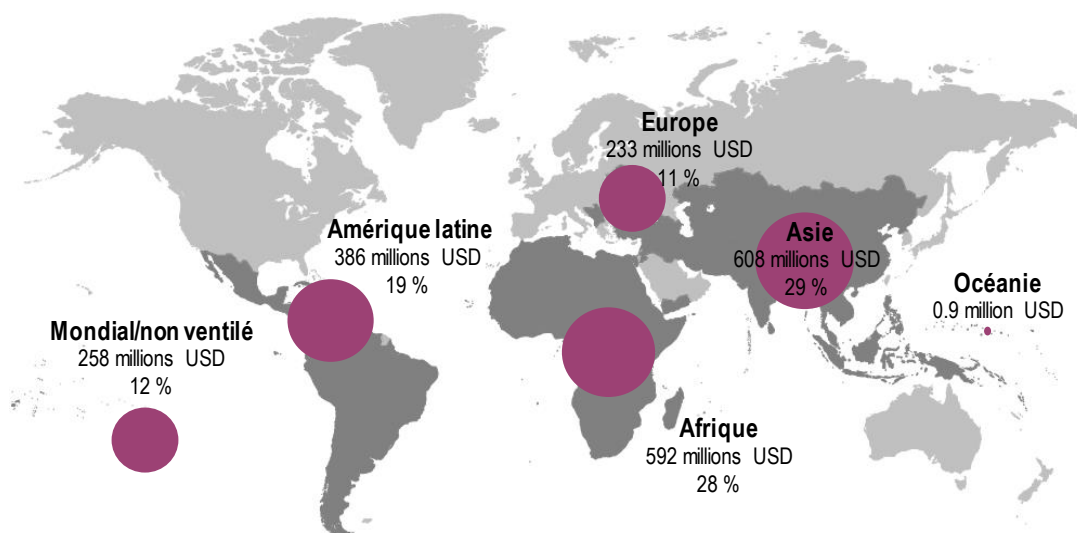 Europe
233 millions USD
11 %
Amérique latine
386 millions USD
19 %
Asie
608 millions USD
29 %
Océanie
0.9 million USD
Mondial/non ventilé
258 millions USD
12 %
Afrique
592 millions USD
28 %